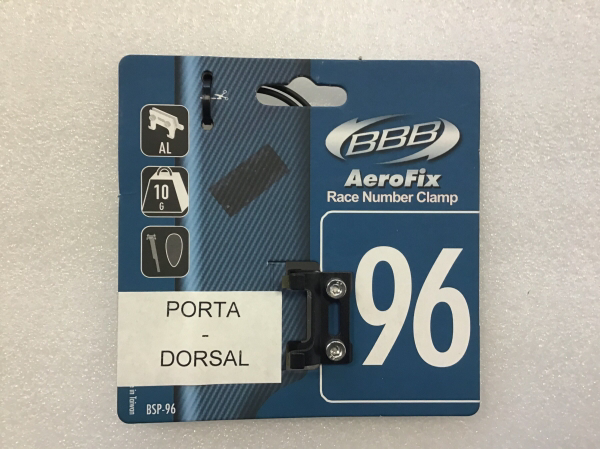 BBB
AeroFix
Race Number Clamp
AL
10
G
96
PORTA
-
DORSAL
in Taiwan
BSP-96